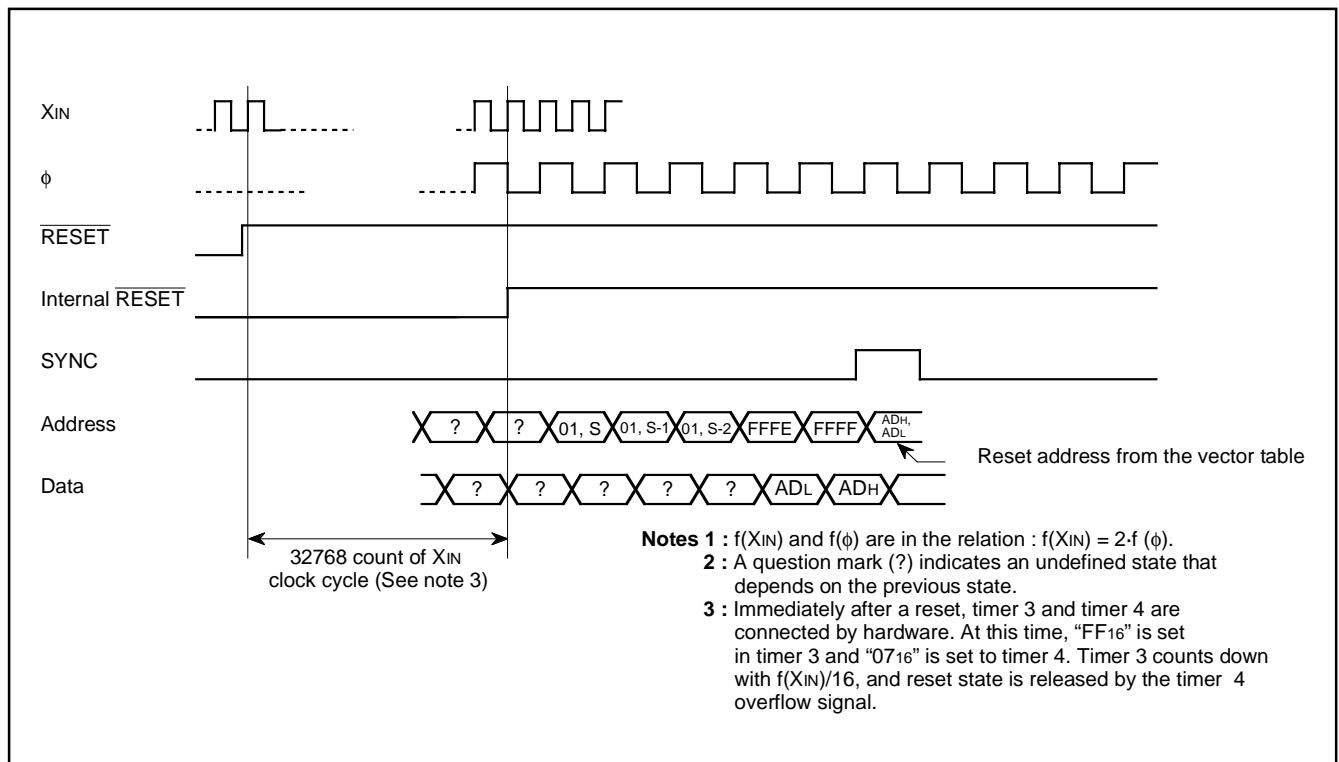 XIN
ϕ
RESET
Internal RESET
SYNC
Address
? ? 01, S 01, S-1 01, S-2 FFFE FFFF ADH,
ADL
Reset address from the vector table
Data
? ? ? ? ? ADL ADH
32768 count of XIN
clock cycle (See note 3)
Notes 1 : f(XIN) and f(ϕ) are in the relation : f(XIN) = 2·f (ϕ).
2 : A question mark (?) indicates an undefined state that
depends on the previous state.
3 : Immediately after a reset, timer 3 and timer 4 are
connected by hardware. At this time, “FF16” is set
in timer 3 and “0716” is set to timer 4. Timer 3 counts down
with f(XIN)/16, and reset state is released by the timer 4
overflow signal.